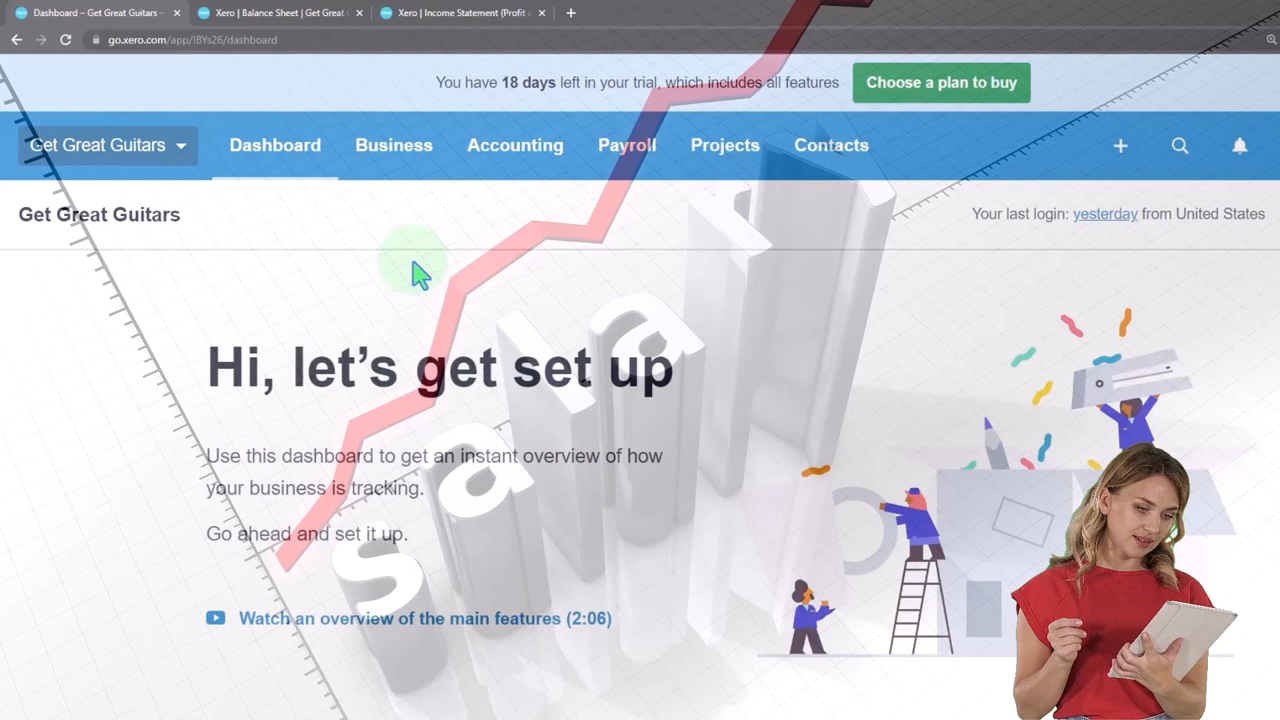 Dashboard – Get Great Guitars –
Xero | Balance Sheet | Get Great
Xero | Income Statement (Profit a
go.xero.com/app/!BYs26/dashboard
You have 18 days left in your trial, which includes all features
Choose a plan to buy
Get Great Guitars
Dashboard
Business
Accounting
Payroll
Projects
Contacts
Get Great Guitars
Your last login: yesterday from United States
Hi, let's get set up
Use this dashboard to get an instant overview of how
your business is tracking.
Go ahead and set it up.
Watch an overview of the main features (2:06)
salar